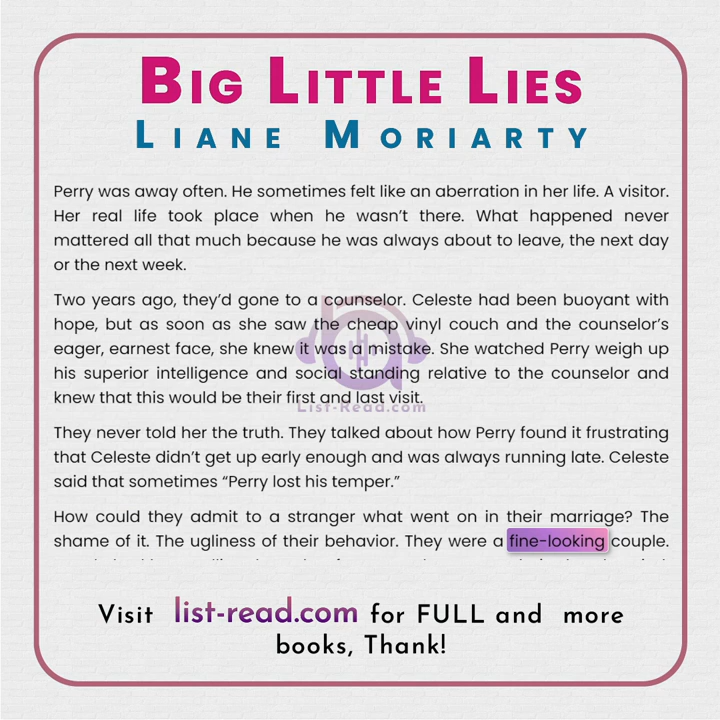 Big Little Lies
Liane Moriarty
Perry was away often. He sometimes felt like an aberration in her life. A visitor.
Her real life took place when he wasn’t there. What happened never
mattered all that much because he was always about to leave, the next day
or the next week.
Two years ago, they’d gone to a counselor. Celeste had been buoyant with
hope, but as soon as she saw the cheap vinyl couch and the counselor’s
eager, earnest face, she knew it was a mistake. She watched Perry weigh up
his superior intelligence and social standing relative to the counselor and
knew that this would be their first and last visit.
List-Read.com
They never told her the truth. They talked about how Perry found it frustrating
that Celeste didn’t get up early enough and was always running late. Celeste
said that sometimes “Perry lost his temper.”
How could they admit to a stranger what went on in their marriage? The
shame of it. The ugliness of their behavior. They were a fine-looking couple.
Visit list-read.com for FULL and more
books, Thank!